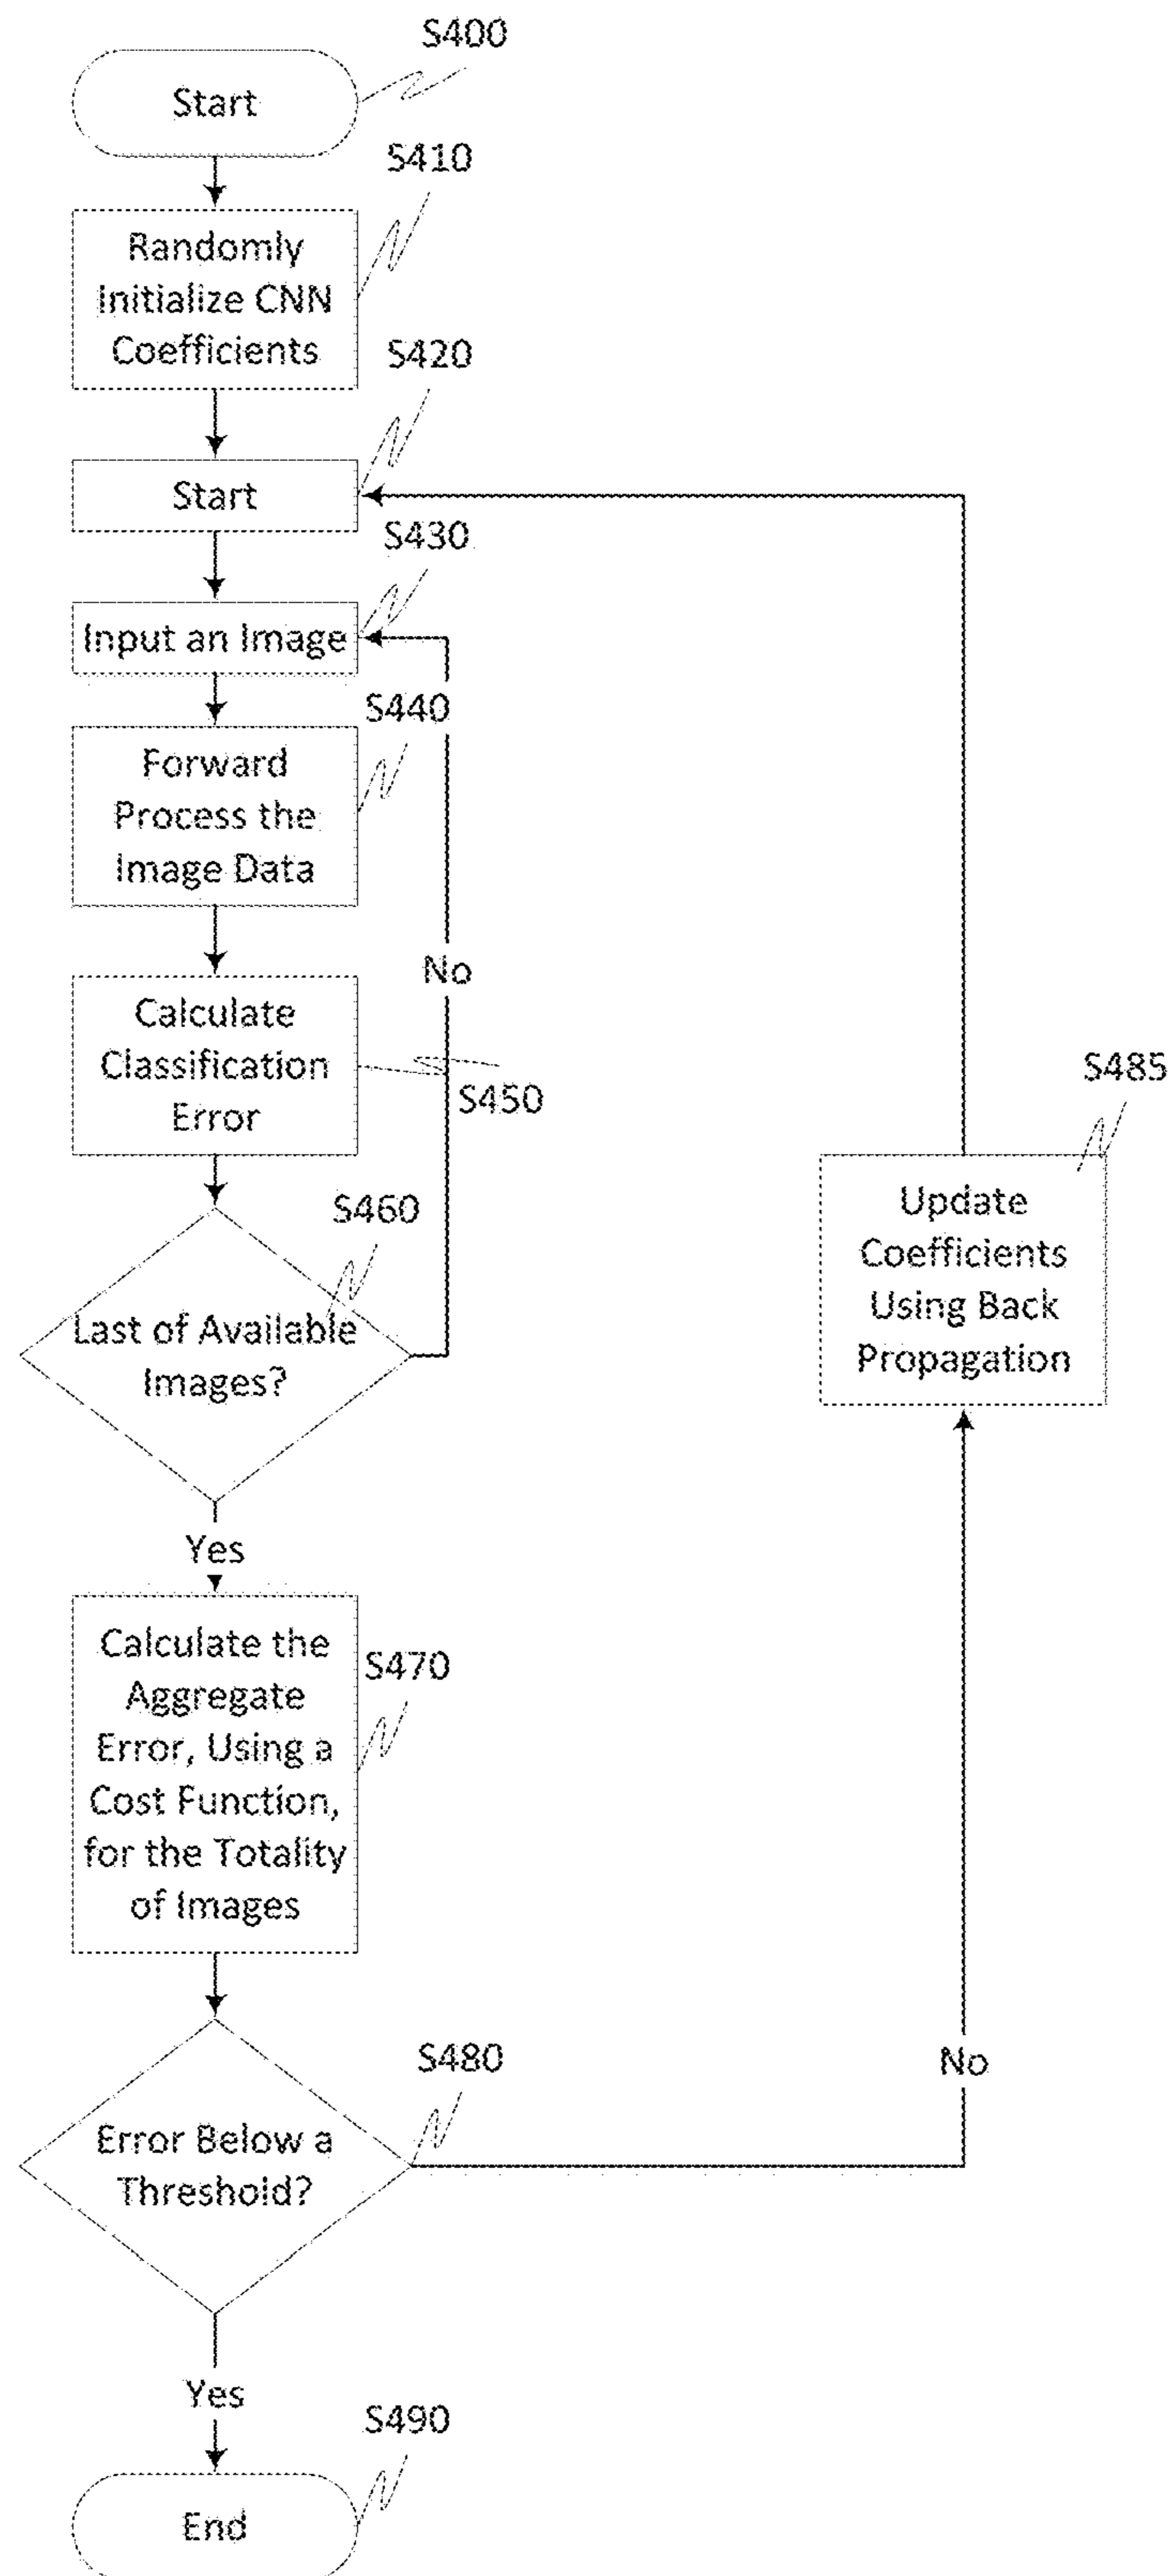 S400
Start
S410
Randomly
Initialize CNN
Coefficients
S420
Start
S430
Input an Image
S440
Forward
Process the
Image Data
No
Calculate
Classification
Error
S450
S485
Update
Coefficients
Using Back
Propagation
S460
Last of Available
Images?
Yes
Calculate the
Aggregate
Error, Using a
Cost Function,
for the Totality
of Images
S470
S480
No
Error Below a
Threshold?
Yes
S490
End